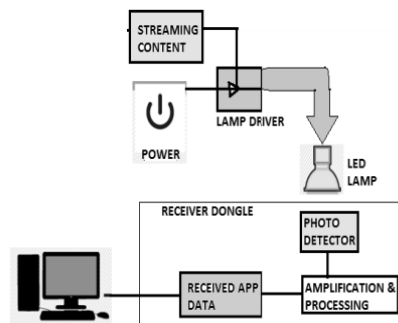 STREAMING
CONTENT
LAMP DRIVER
POWER
LED
LAMP
RECEIVER DONGLE
PHOTO
DETECTOR
RECEIVED APP
DATA
AMPLIFICATION &
PROCESSING